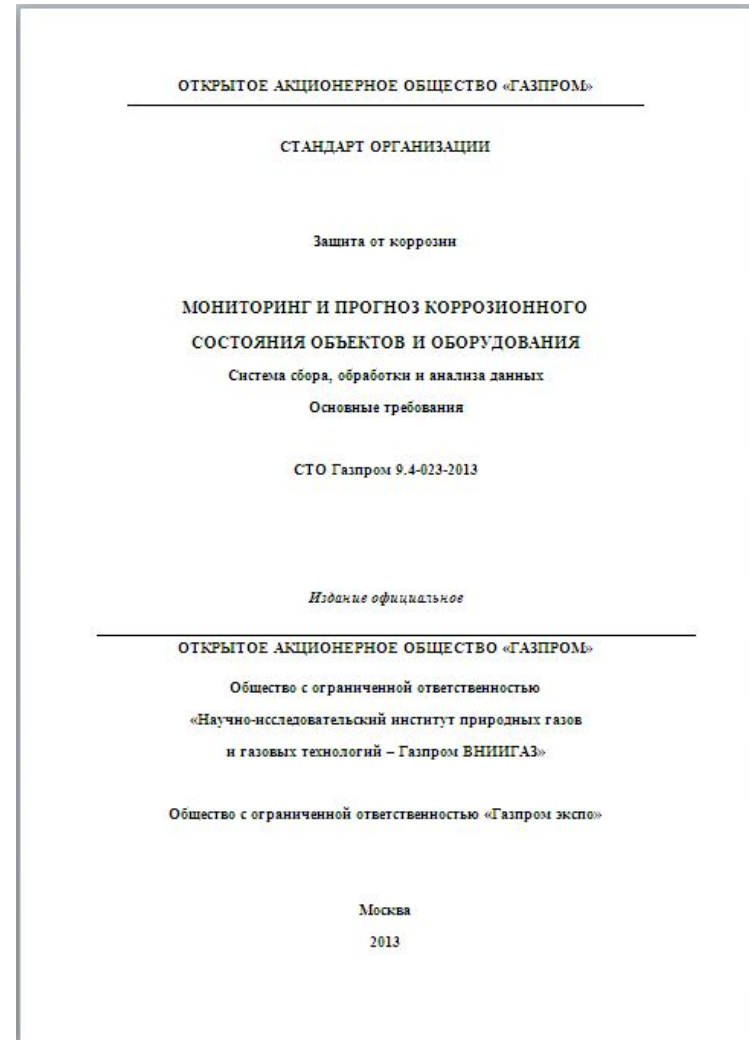 ОТКРЫТОЕ АКЦИОНЕРНОЕ ОБЩЕСТВО «ГАЗПРОМ»
СТАНДАРТ ОРГАНИЗАЦИИ
Защита от коррозии
МОНИТОРИНГ И ПРОГНОЗ КОРРОЗИОННОГО
СОСТОЯНИЯ ОБЪЕКТОВ И ОБОРУДОВАНИЯ
Система сбора, обработки и анализа данных
Основные требования
СТО Газпром 9.4-023-2013
Издание официальное
ОТКРЫТОЕ АКЦИОНЕРНОЕ ОБЩЕСТВО «ГАЗПРОМ»
Общество с ограниченной ответственностью
«Научно-исследовательский институт природных газов
и газовых технологий – Газпром ВНИИГАЗ»
Общество с ограниченной ответственностью «Газпром экспо»
Москва
2013